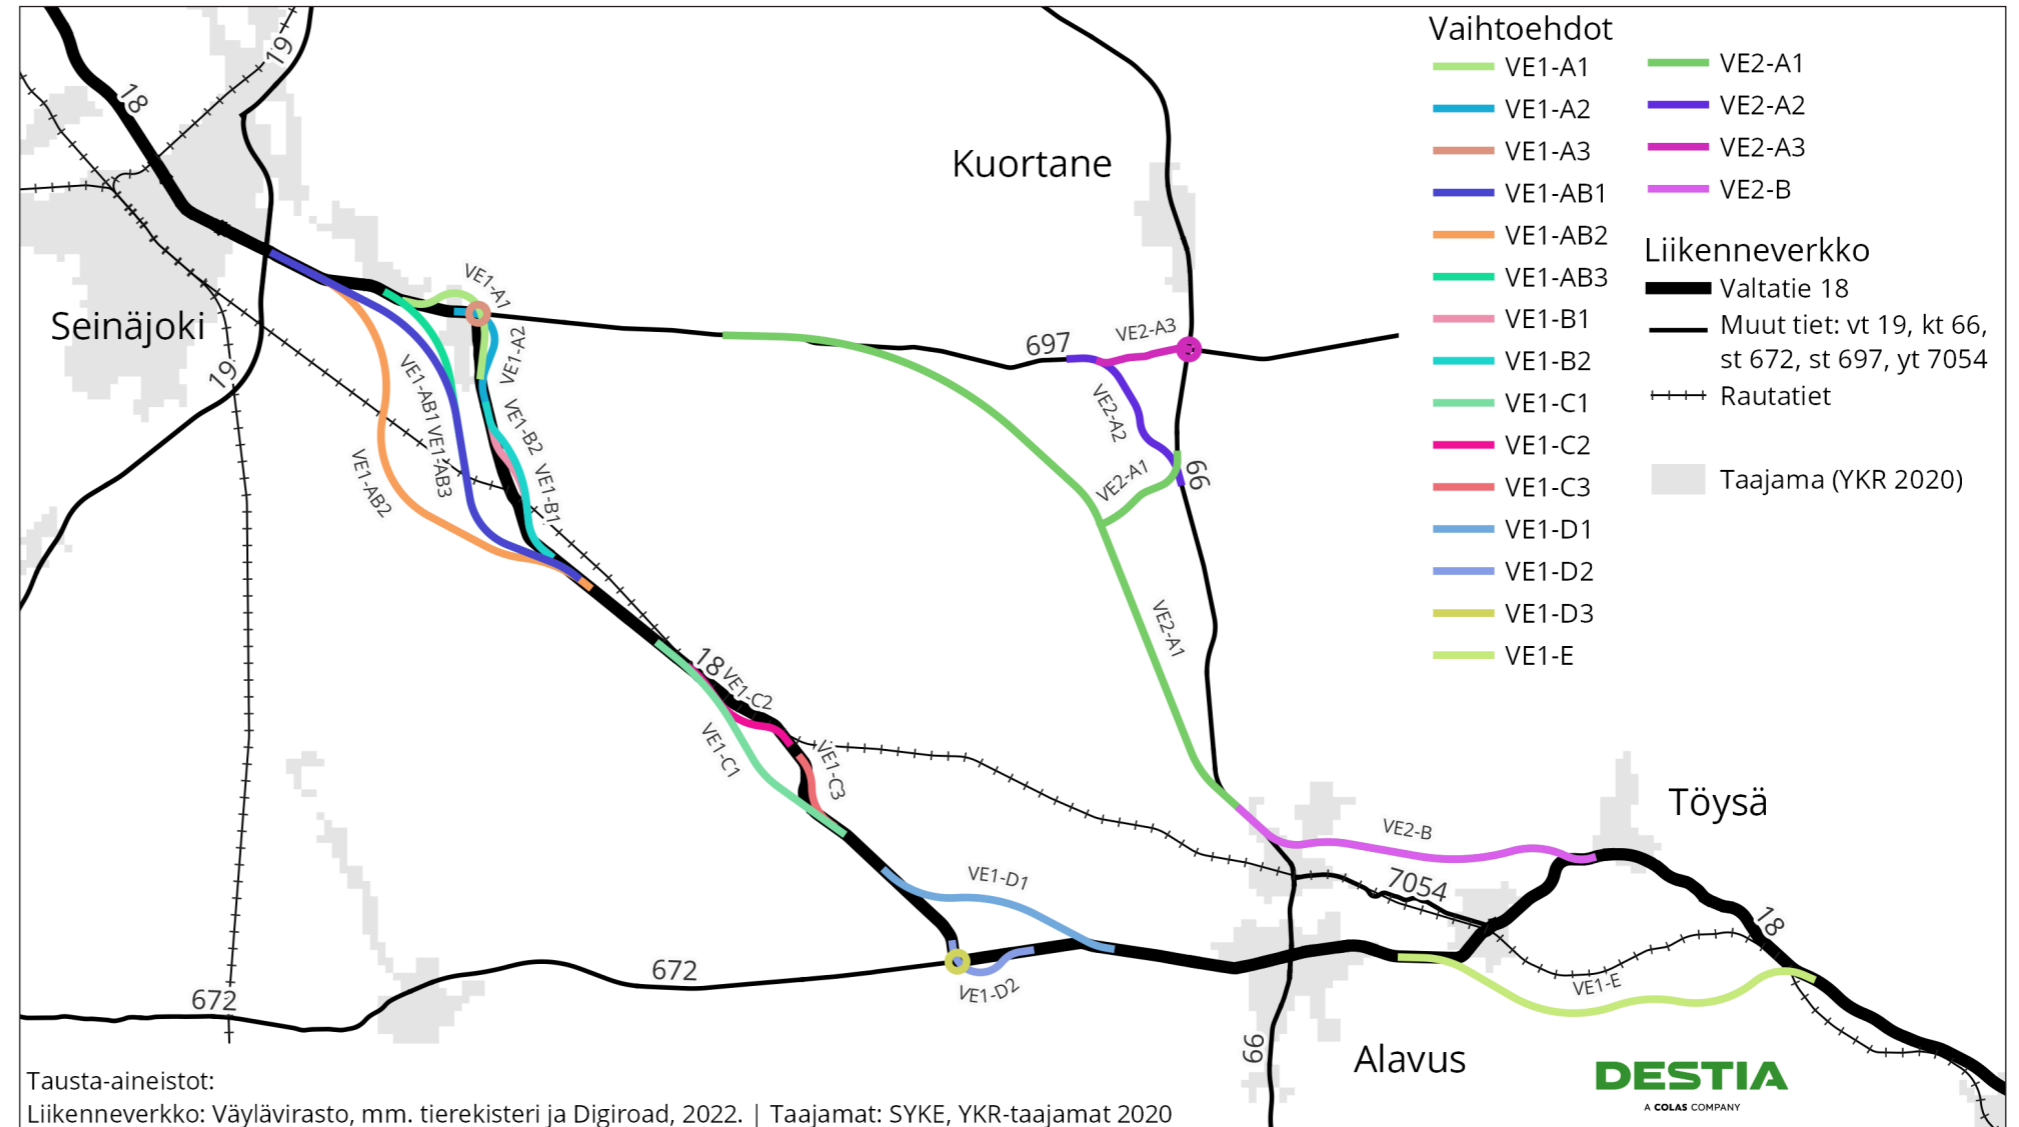 Vaihtoehdot
VE1-A1
VE1-A2
VE1-A3
VE1-AB1
VE1-AB2
VE1-AB3
VE1-B1
VE1-B2
VE1-C1
VE1-C2
VE1-C3
VE1-D1
VE1-D2
VE1-D3
VE1-E
VE2-A1
VE2-A2
VE2-A3
VE2-B
Liikenneverkko
Valtatie 18
Muut tiet: vt 19, kt 66,
st 672, st 697, yt 7054
Rautatiet
Taajama (YKR 2020)
19
18
Kuortane
Seinäjoki
19
VE1-A1
VE1-A2
VE1-AB1
VE1-AB3
VE1-AB2
VE1-B2
VE1-B1
697
VE2-A3
VE2-A2
VE2-A1
66
VE2-A1
18
VE1-C2
VE1-C1
VE1-C3
Töysä
VE2-B
VE1-D1
7054
18
672
672
VE1-D2
VE1-E
66
Alavus
DESTIA
A COLAS COMPANY
Tausta-aineistot:
Liikenneverkko: Väylävirasto, mm. tierekisteri ja Digiroad, 2022. | Taajamat: SYKE, YKR-taajamat 2020